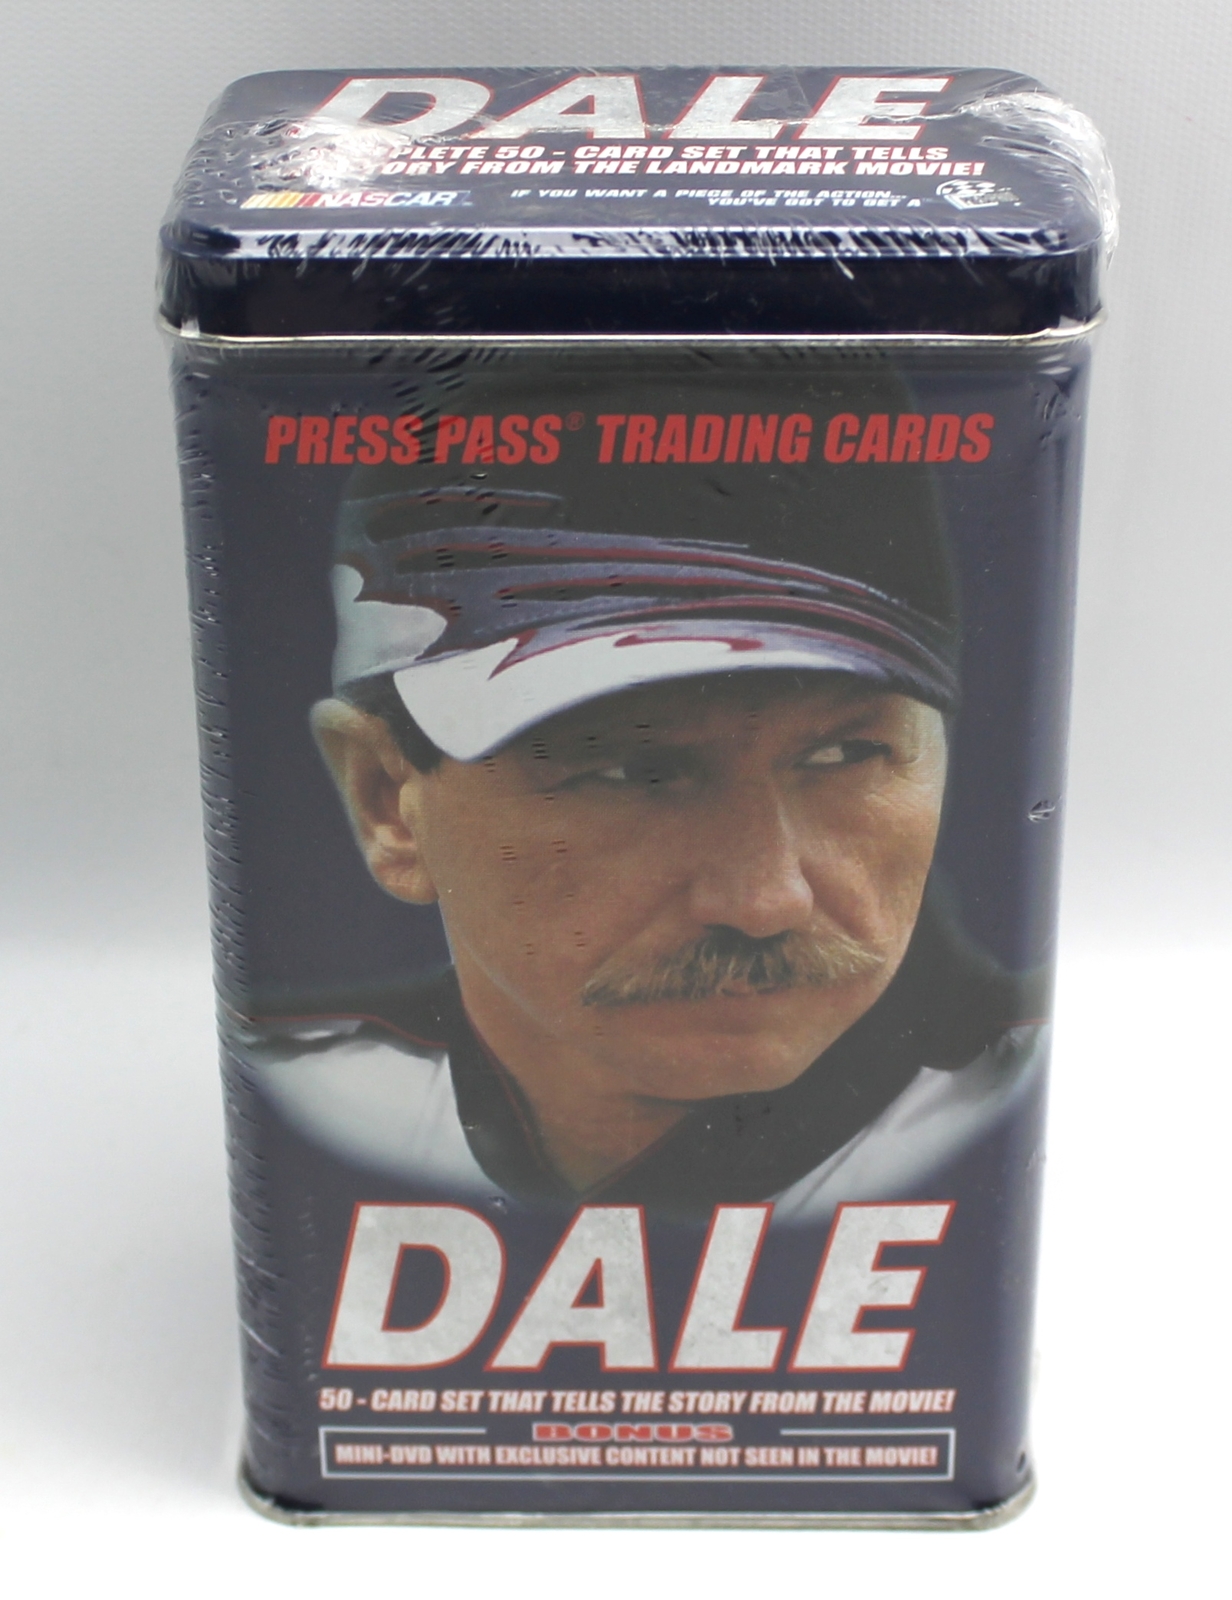 DALE
PLETE 50 - CARD SET THAT TELLS
ORY FROM THE LANDMARK MOVIE!
NASCAR
IF YOU WANT A PIECE OF THE ACTION...
YOU'VE GOT TO GET A
PRESS PASS® TRADING CARDS
DALE
50 - CARD SET THAT TELLS THE STORY FROM THE MOVIE!
BONUS
MINI-DVD WITH EXCLUSIVE CONTENT NOT SEEN IN THE MOVIE!